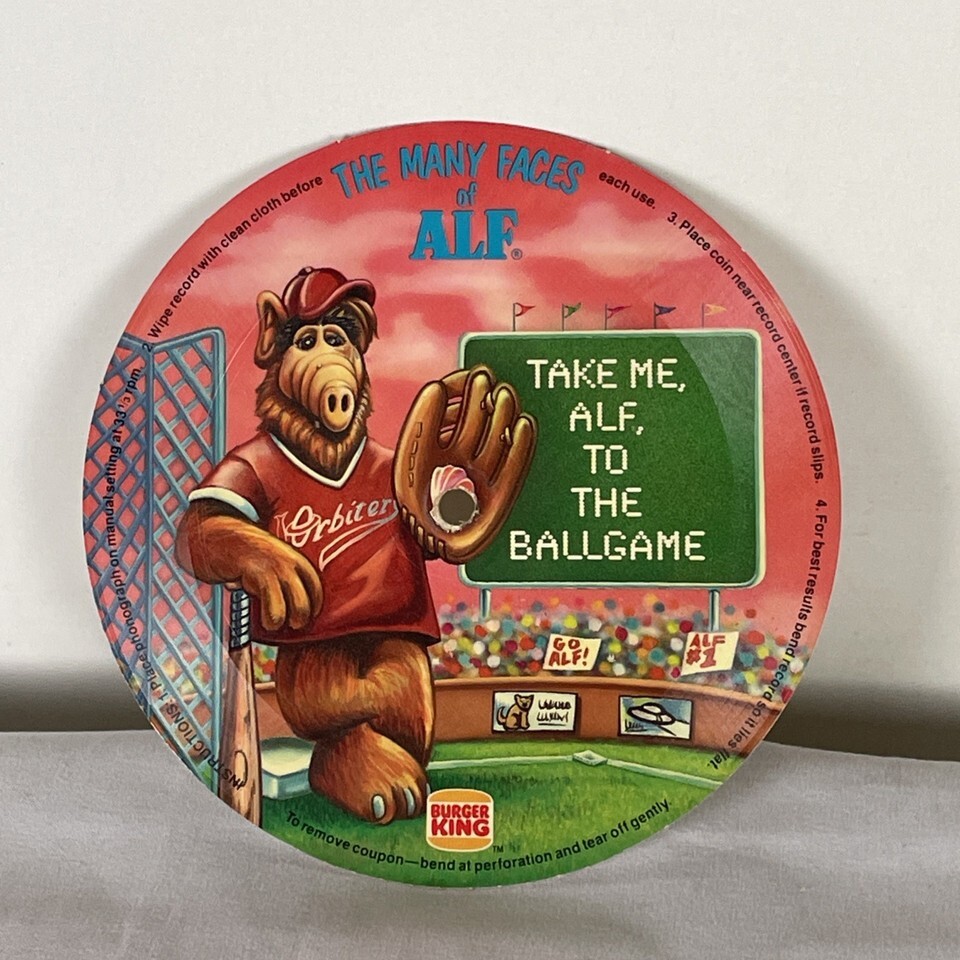 THE MANY FACES
of
ALF®
TAKE ME,
ALF,
TO
THE
BALLGAME
Orbiters
GO
ALF!
ALF
#1
BURGER
KING
™
INSTRUCTIONS: 1. Place phonograph on manual setting at 33 1/3 rpm. 2. Wipe record with clean cloth before each use. 3. Place coin near record center if record slips. 4. For best results bend record so it lies flat.
To remove coupon—bend at perforation and tear off gently.